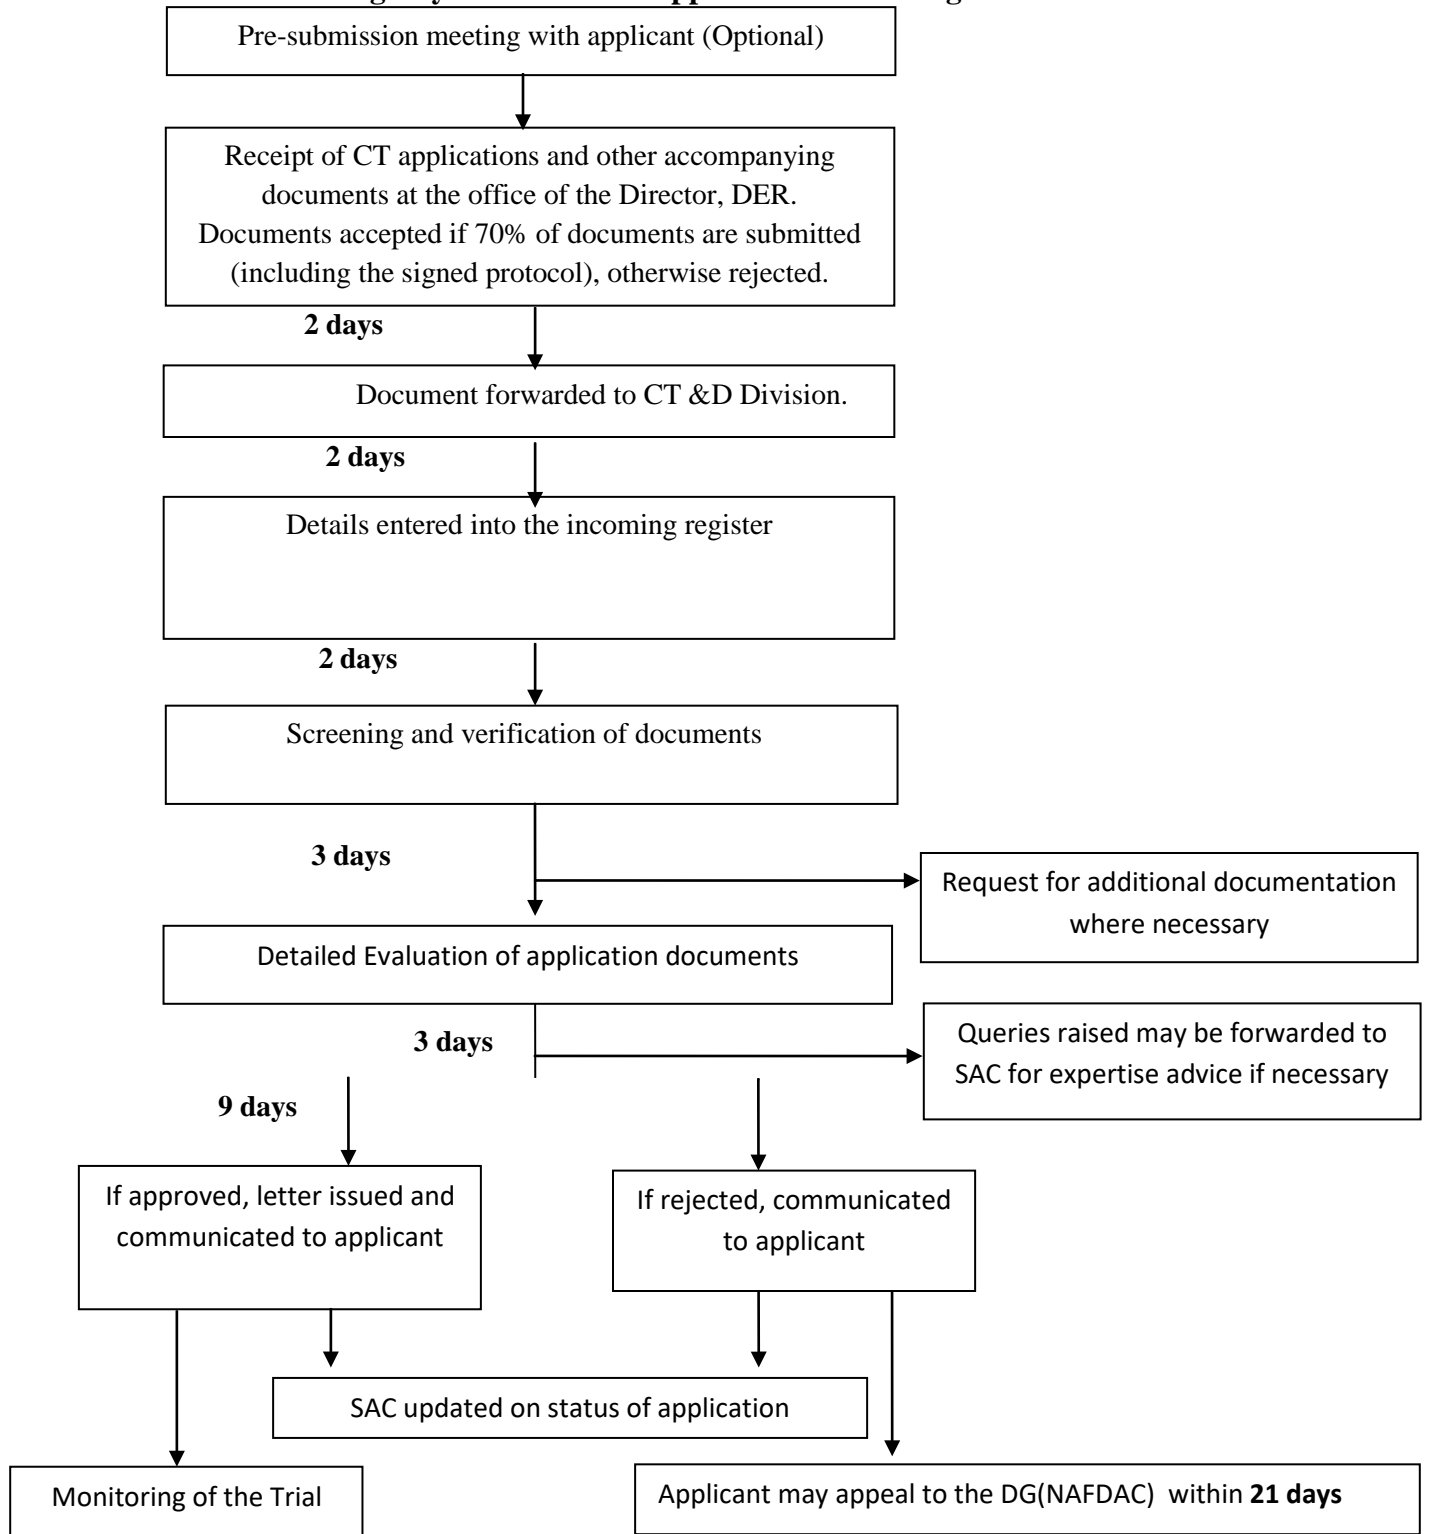 Pre-submission meeting with applicant (Optional)
Receipt of CT applications and other accompanying
documents at the office of the Director, DER.
Documents accepted if 70% of documents are submitted
(including the signed protocol), otherwise rejected.
2 days
Document forwarded to CT &D Division.
2 days
Details entered into the incoming register
2 days
Screening and verification of documents
3 days
Request for additional documentation
where necessary
Detailed Evaluation of application documents
3 days
Queries raised may be forwarded to
SAC for expertise advice if necessary
9 days
If approved, letter issued and
communicated to applicant
If rejected, communicated
to applicant
SAC updated on status of application
Monitoring of the Trial
Applicant may appeal to the DG(NAFDAC) within 21 days